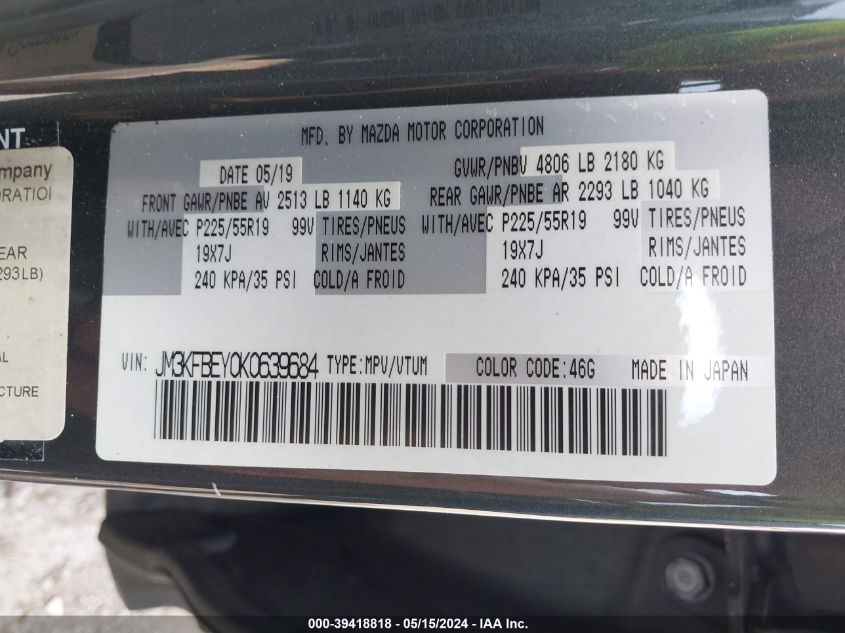 NT
Company
ORATIOI
EAR
293LB)
AL
CTURE
MFD. BY MAZDA MOTOR CORPORATION
DATE 05/19
GVWR/PNBV 4806 LB 2180 KG
FRONT GAWR/PNBE AV 2513 LB 1140 KG
REAR GAWR/PNBE AR 2293 LB 1040 KG
WITH/AVEC P225/55R19 99V TIRES/PNEUS
WITH/AVEC P225/55R19 99V TIRES/PNEUS
19X7J RIMS/JANTES
19X7J RIMS/JANTES
240 KPA/35 PSI COLD/A FROID
240 KPA/35 PSI COLD/A FROID
VIN: JM3KFBEY0K0639684 TYPE:MPV/VTUM COLOR CODE:46G MADE IN JAPAN
000-39418818 - 05/15/2024 - IAA Inc.